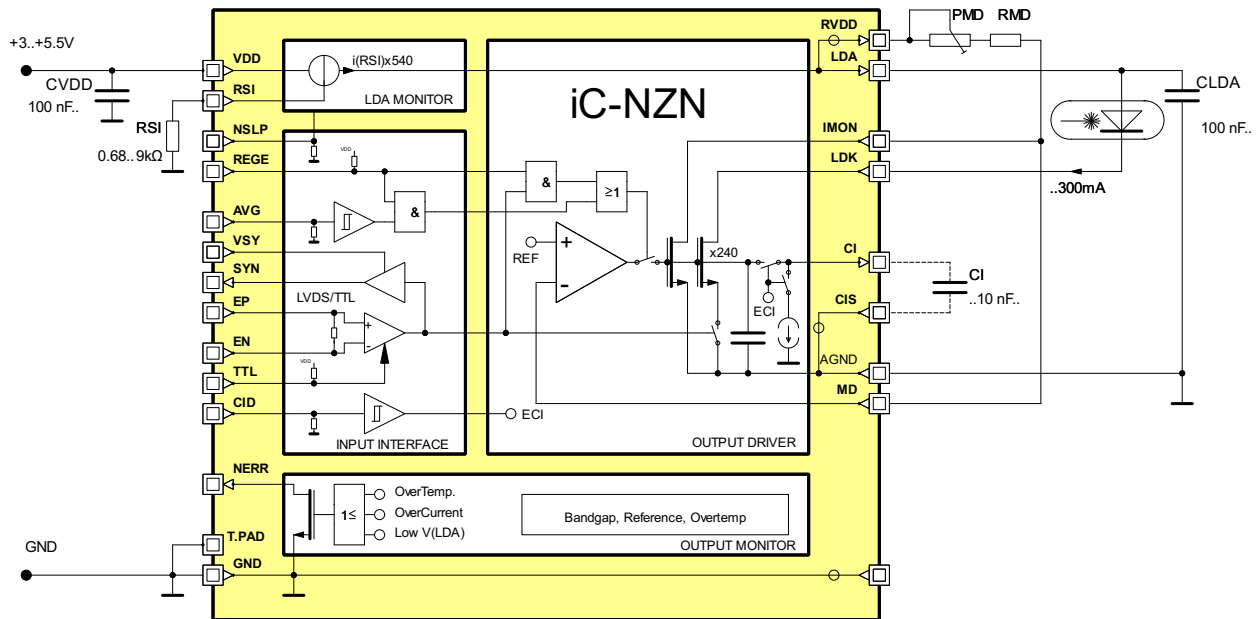 +3..+5.5V
CVDD
100 nF..
RSI
0.68..9kΩ
GND
VDD
RSI
NSLP
REGE
AVG
VSY
SYN
EP
EN
TTL
CID
NERR
T.PAD
GND
i(RSI)x540
LDA MONITOR
VDD
&
LVDS/TTL
+
-
VDD
ECI
INPUT INTERFACE
iC-NZN
&
≥1
REF
+
-
x240
ECI
OUTPUT DRIVER
1≤
OverTemp.
OverCurrent
Low V(LDA)
Bandgap, Reference, Overtemp
OUTPUT MONITOR
RVDD
LDA
IMON
LDK
CI
CIS
AGND
MD
PMD
RMD
CLDA
100 nF..
..300mA
CI
..10 nF..